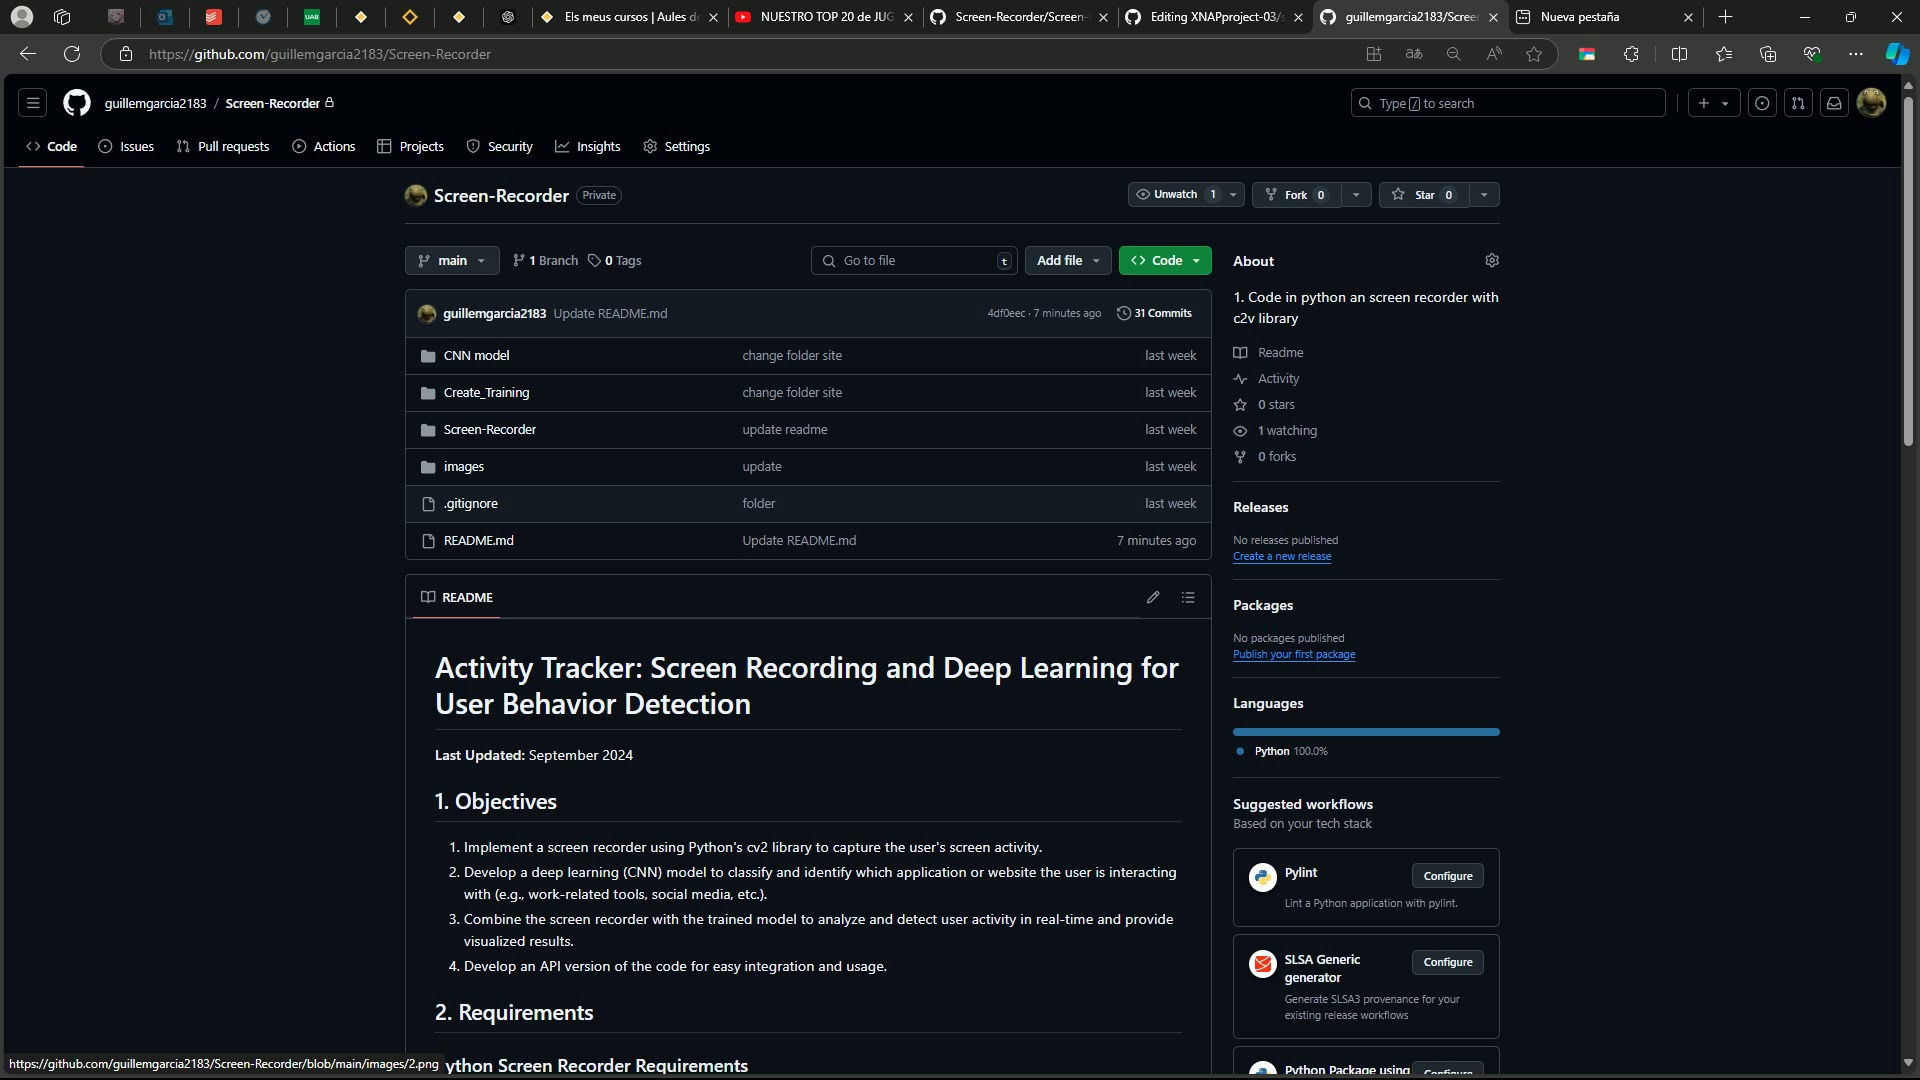 UAB
Els meus cursos | Aules d
NUESTRO TOP 20 de JUG
Screen-Recorder/Screen-
Editing XNAPproject-03/s
guillemgarcia2183/Screen
Nueva pestaña
https://github.com/guillemgarcia2183/Screen-Recorder
guillemgarcia2183 / Screen-Recorder
Type / to search
Code
Issues
Pull requests
Actions
Projects
Security
Insights
Settings
Screen-Recorder Private
Unwatch 1
Fork 0
Star 0
main
1 Branch
0 Tags
Go to file t
Add file
Code
guillemgarcia2183 Update README.md 4df0eec · 7 minutes ago 31 Commits
CNN model change folder site last week
Create_Training change folder site last week
Screen-Recorder update readme last week
images update last week
.gitignore folder last week
README.md Update README.md 7 minutes ago
README
Activity Tracker: Screen Recording and Deep Learning for
User Behavior Detection
Last Updated: September 2024
1. Objectives
1. Implement a screen recorder using Python's cv2 library to capture the user's screen activity.
2. Develop a deep learning (CNN) model to classify and identify which application or website the user is interacting
with (e.g., work-related tools, social media, etc.).
3. Combine the screen recorder with the trained model to analyze and detect user activity in real-time and provide
visualized results.
4. Develop an API version of the code for easy integration and usage.
2. Requirements
ython Screen Recorder Requirements
About
1. Code in python an screen recorder with
c2v library
Readme
Activity
0 stars
1 watching
0 forks
Releases
No releases published
Create a new release
Packages
No packages published
Publish your first package
Languages
Python 100.0%
Suggested workflows
Based on your tech stack
Pylint
Configure
Lint a Python application with pylint.
SLSA Generic
generator
Configure
Generate SLSA3 provenance for your
existing release workflows
Python Package using
Configure
https://github.com/guillemgarcia2183/Screen-Recorder/blob/main/images/2.png